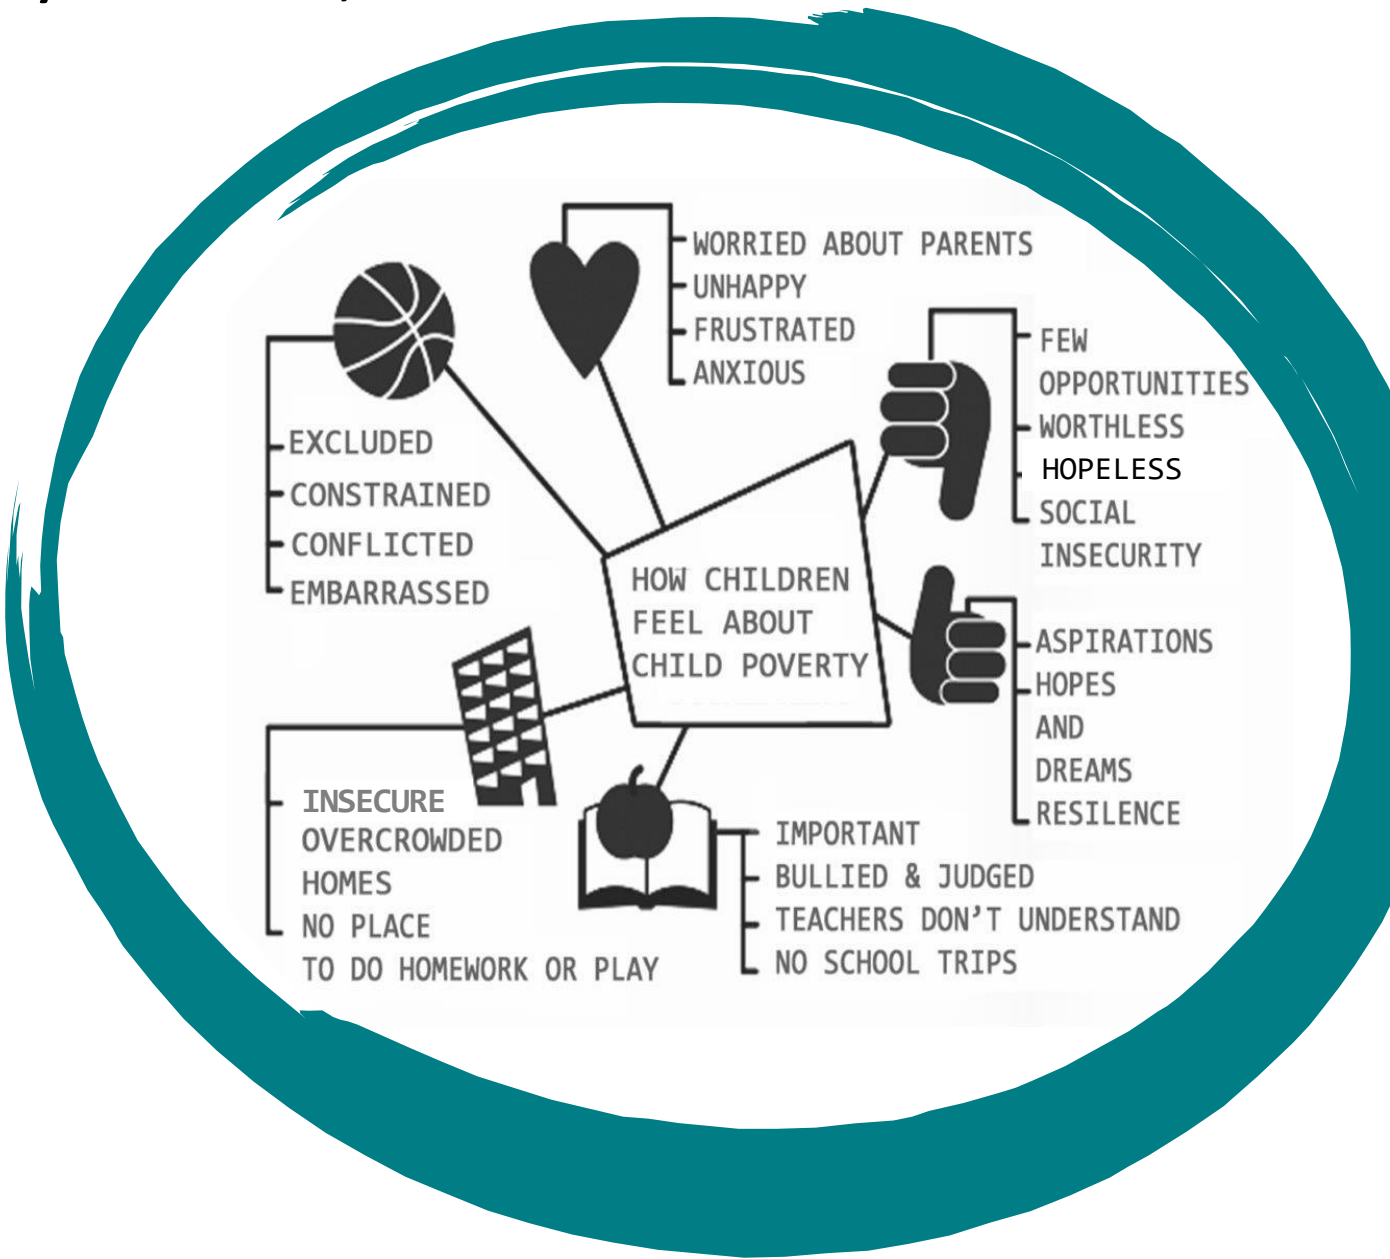 WORRIED ABOUT PARENTS
UNHAPPY
FRUSTRATED
ANXIOUS
FEW
OPPORTUNITIES
WORTHLESS
HOPELESS
SOCIAL
INSECURITY
EXCLUDED
CONSTRAINED
CONFLICTED
EMBARRASSED
HOW CHILDREN
FEEL ABOUT
CHILD POVERTY
ASPIRATIONS
HOPES
AND
DREAMS
RESILENCE
INSECURE
OVERCROWDED
HOMES
NO PLACE
TO DO HOMEWORK OR PLAY
IMPORTANT
BULLIED & JUDGED
TEACHERS DON'T UNDERSTAND
NO SCHOOL TRIPS